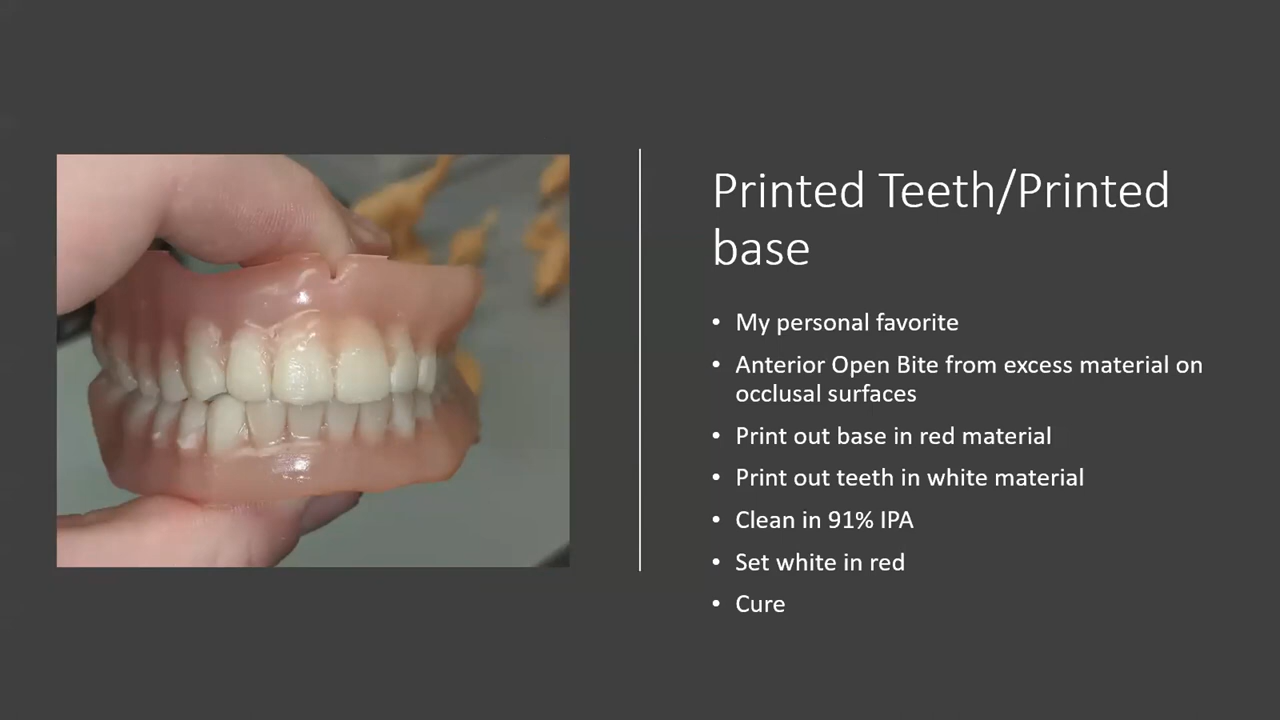 Printed Teeth/Printed
base
• My personal favorite
• Anterior Open Bite from excess material on
occlusal surfaces
• Print out base in red material
• Print out teeth in white material
• Clean in 91% IPA
• Set white in red
• Cure